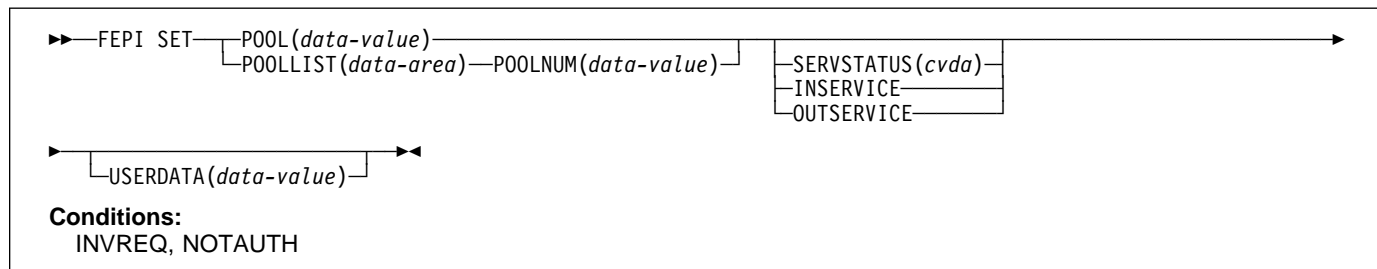 FEPI SET POOL(data-value)
POOLLIST(data-area) POOLNUM(data-value) SERVSTATUS(cvda)
INSERVICE
OUTSERVICE
USERDATA(data-value)
Conditions:
INVREQ, NOTAUTH